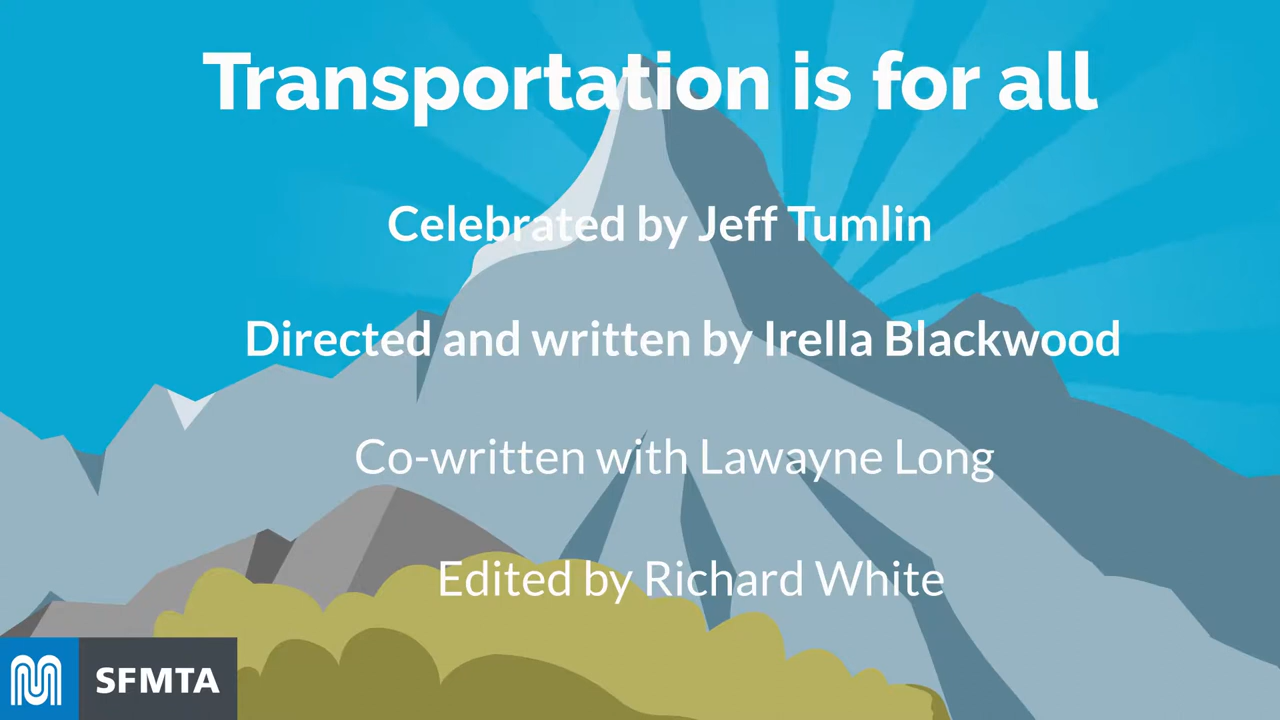 Transportation is for all
Celebrated by Jeff Tumlin
Directed and written by Irella Blackwood
Co-written with Lawayne Long
Edited by Richard White
SFMTA